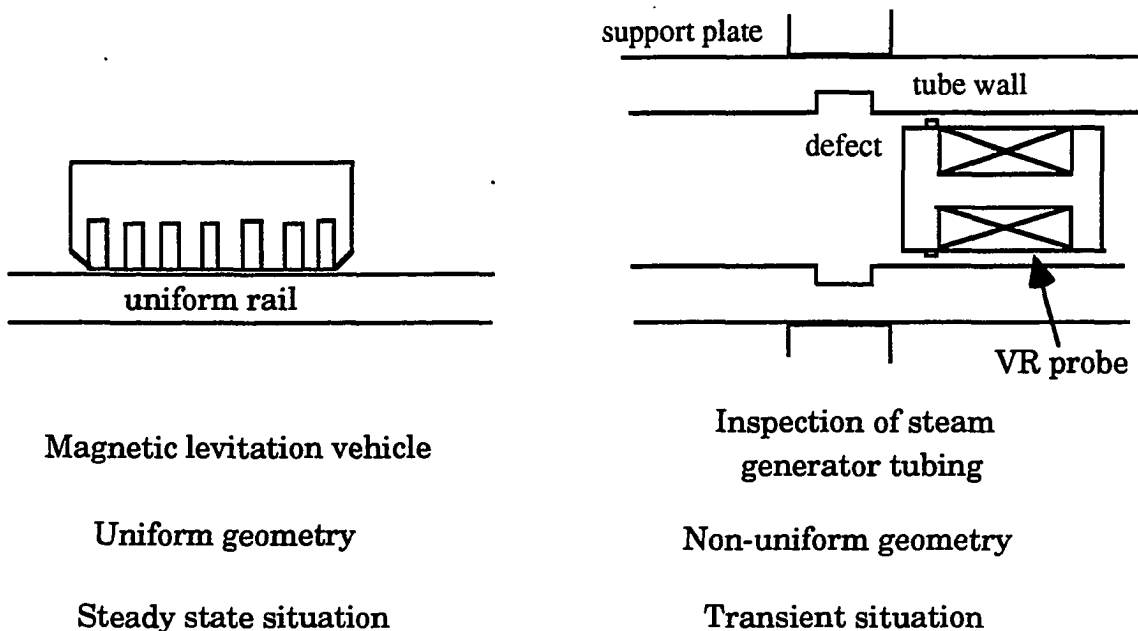 uniform rail
Magnetic levitation vehicle
Uniform geometry
Steady state situation
support plate
tube wall
defect
VR probe
Inspection of steam
generator tubing
Non-uniform geometry
Transient situation